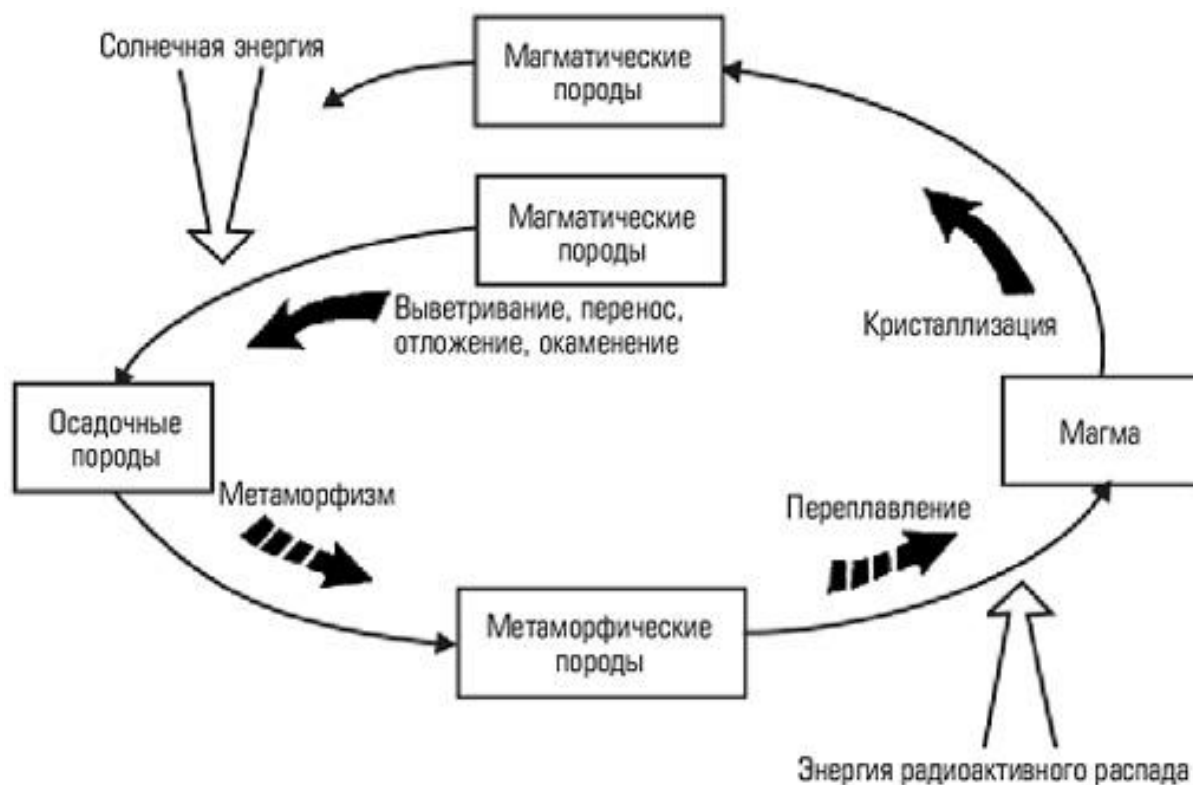 Солнечная энергия
Магматические
породы
Магматические
породы
Выветривание, перенос,
отложение, окаменение
Кристаллизация
Осадочные
породы
Магма
Метаморфизм
Переплавление
Метаморфические
породы
Энергия радиоактивного распада